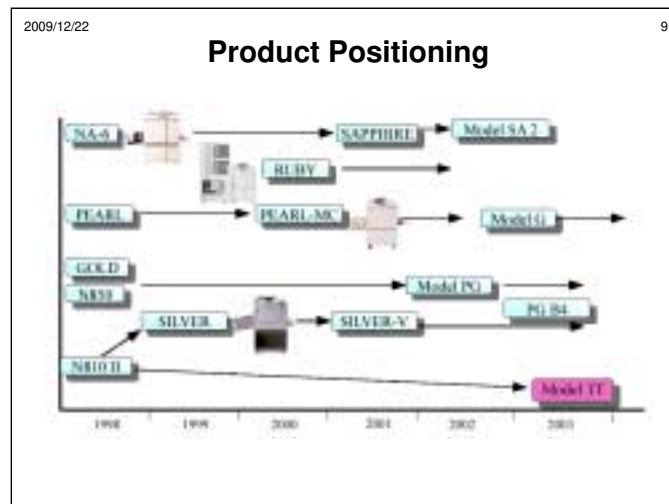 2009/12/22
9
Product Positioning
NA-6
SAPPHIRE
Model SA 2
RUBY
PEARL
PEARL-MC
Model G
GOLD
Model PG
N850
PG B4
SILVER
SILVER-V
N810 II
Model TT
1998
1999
2000
2001
2002
2003